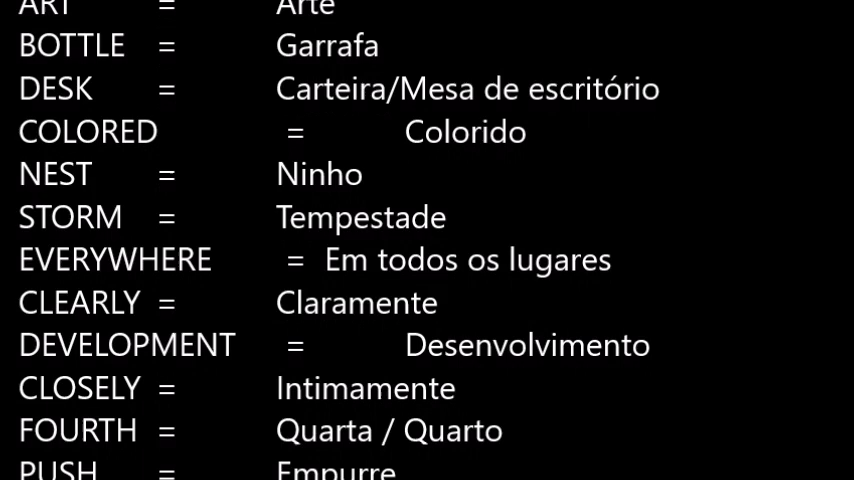 ART = Arte
BOTTLE = Garrafa
DESK = Carteira/Mesa de escritório
COLORED = Colorido
NEST = Ninho
STORM = Tempestade
EVERYWHERE = Em todos os lugares
CLEARLY = Claramente
DEVELOPMENT = Desenvolvimento
CLOSELY = Intimamente
FOURTH = Quarta / Quarto
PUSH = Empurre